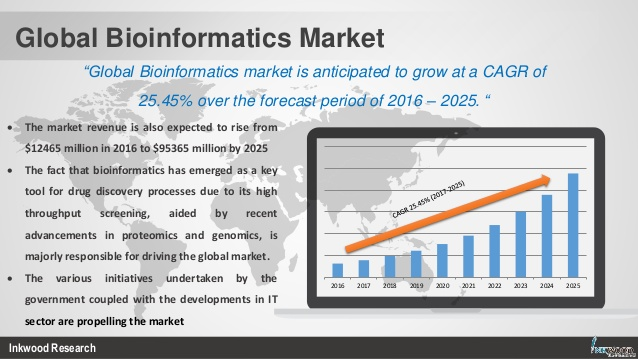 Global Bioinformatics Market
“Global Bioinformatics market is anticipated to grow at a CAGR of
25.45% over the forecast period of 2016 – 2025. “
• The market revenue is also expected to rise from
$12465 million in 2016 to $95365 million by 2025
• The fact that bioinformatics has emerged as a key
tool for drug discovery processes due to its high
throughput screening, aided by recent
advancements in proteomics and genomics, is
majorly responsible for driving the global market.
• The various initiatives undertaken by the
government coupled with the developments in IT
sector are propelling the market
CAGR 25.45% (2017-2025)
2016 2017 2018 2019 2020 2021 2022 2023 2024 2025
Inkwood Research